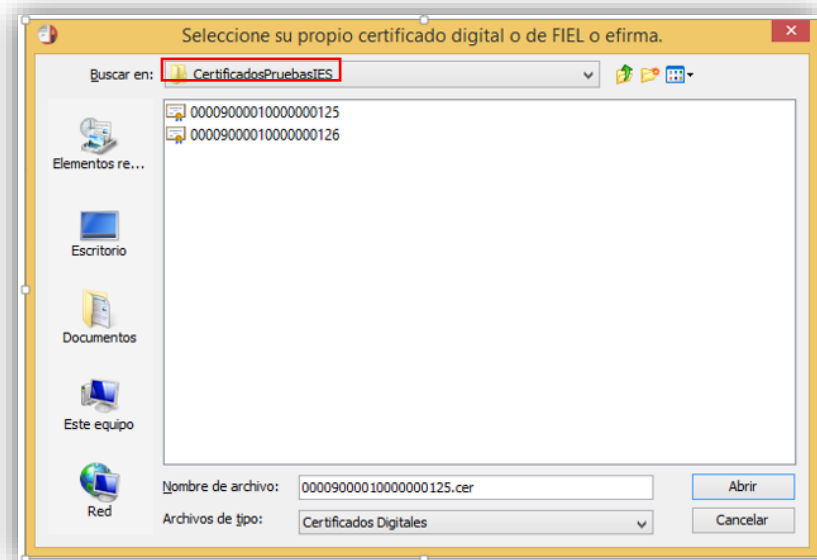 Seleccione su propio certificado digital o de FIEL o efirma.
Buscar en: CertificadosPruebasIES
00009000010000000125
00009000010000000126
Elementos re...
Escritorio
Documentos
Este equipo
Red
Nombre de archivo: 00009000010000000125.cer Abrir
Archivos de tipo: Certificados Digitales Cancelar